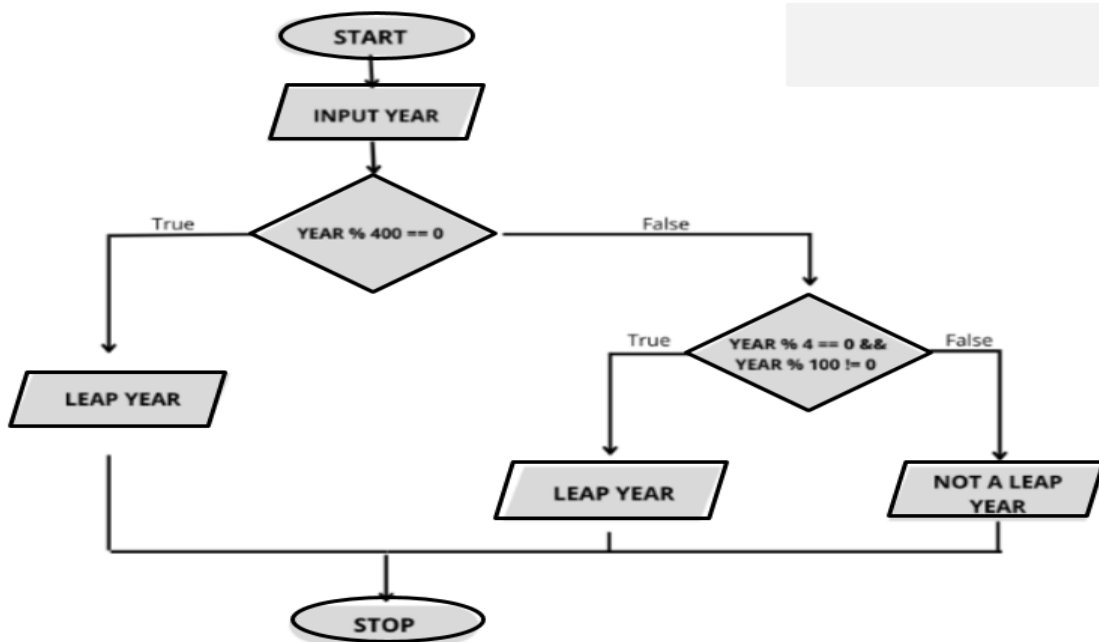 START
INPUT YEAR
True
False
YEAR % 400 == 0
True
YEAR % 4 == 0 &&
YEAR % 100 != 0
False
LEAP YEAR
LEAP YEAR
NOT A LEAP
YEAR
STOP